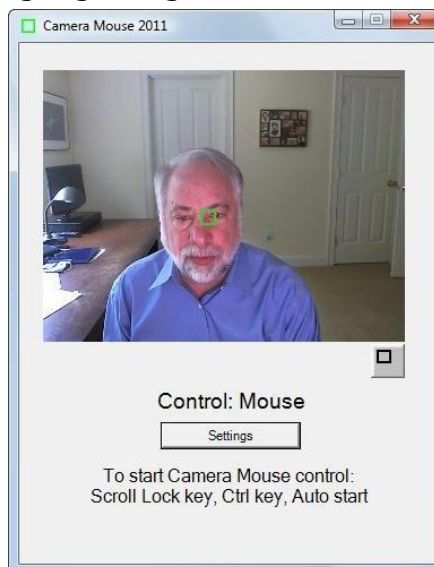 Camera Mouse 2011
Control: Mouse
Settings
To start Camera Mouse control:
Scroll Lock key, Ctrl key, Auto start